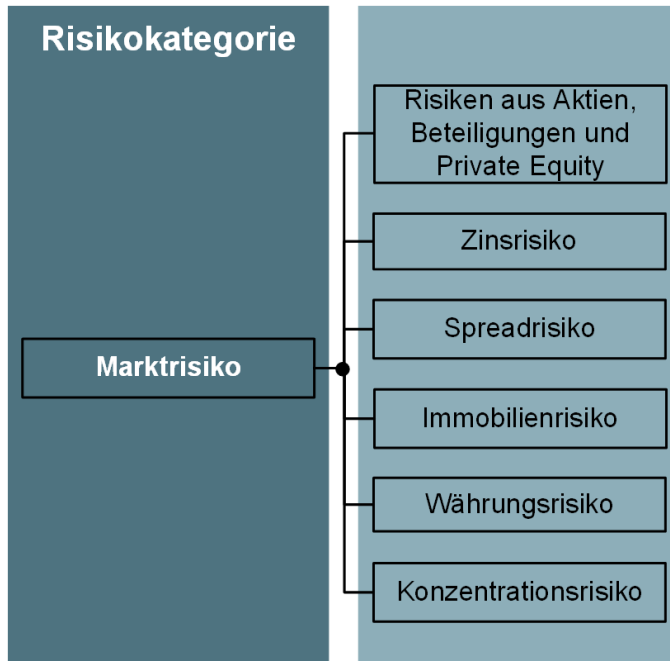 Risikokategorie
Risiken aus Aktien,
Beteiligungen und
Private Equity
Zinsrisiko
Spreadrisiko
Marktrisiko
Immobilienrisiko
Währungsrisiko
Konzentrationsrisiko